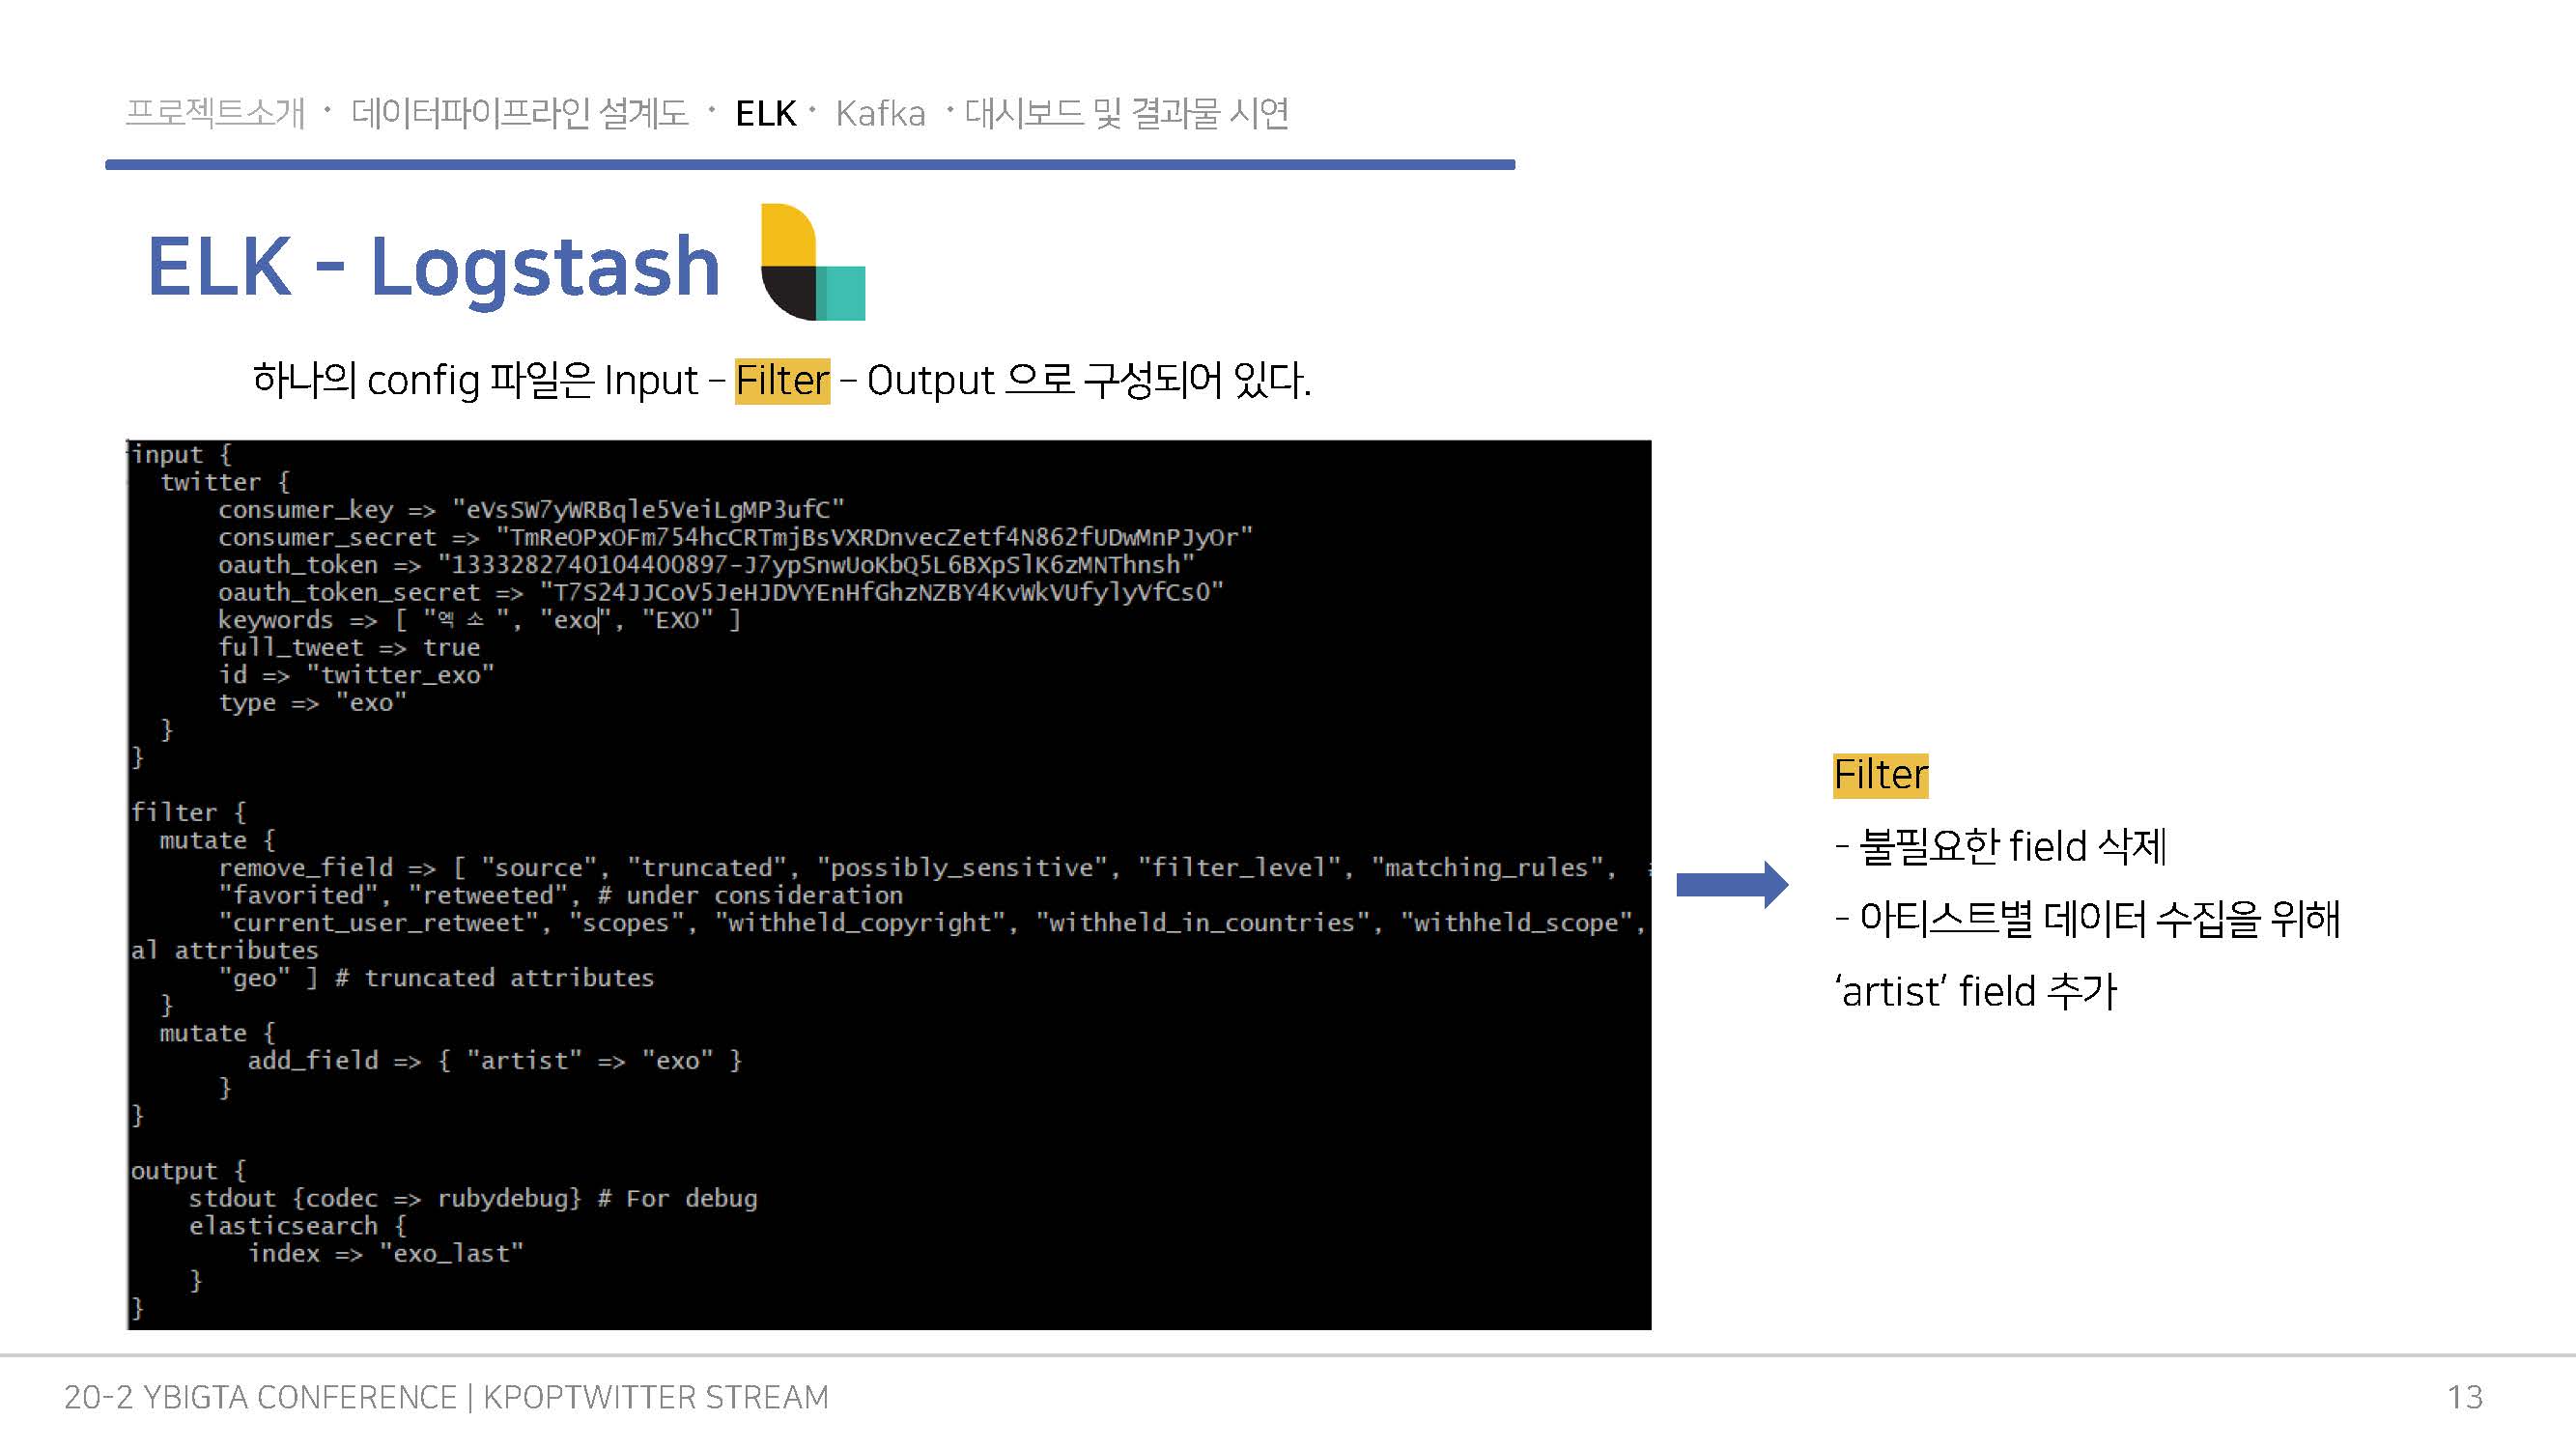 프로젝트소개 · 데이터파이프라인 설계도 · ELK · Kafka · 대시보드 및 결과물 시연
ELK - Logstash
하나의 config 파일은 Input – Filter – Output 으로 구성되어 있다.
input {
  twitter {
      consumer_key => "eVsSW7yWRBqle5VeiLgMP3ufC"
      consumer_secret => "TmReOPxOFm754hcCRTmjBsVXRDnvecZetf4N862fUDwMnPJyOr"
      oauth_token => "1333282740104400897-J7ypSnwUoKbQ5L6BXpSlK6zMNThnsh"
      oauth_token_secret => "T7S24JJCoV5JeHJDVYEnHfGhzNZBY4KvWkVUfylyVfCs0"
      keywords => [ "엑소", "exo", "EXO" ]
      full_tweet => true
      id => "twitter_exo"
      type => "exo"
  }
}
filter {
  mutate {
      remove_field => [ "source", "truncated", "possibly_sensitive", "filter_level", "matching_rules",
      "favorited", "retweeted", # under consideration
      "current_user_retweet", "scopes", "withheld_copyright", "withheld_in_countries", "withheld_scope",
al attributes
      "geo" ] # truncated attributes
  }
  mutate {
        add_field => { "artist" => "exo" }
      }
}
output {
    stdout {codec => rubydebug} # For debug
    elasticsearch {
        index => "exo_last"
    }
}
Filter
- 불필요한 field 삭제
- 아티스트별 데이터 수집을 위해
‘artist’ field 추가
20-2 YBIGTA CONFERENCE | KPOPTWITTER STREAM
13